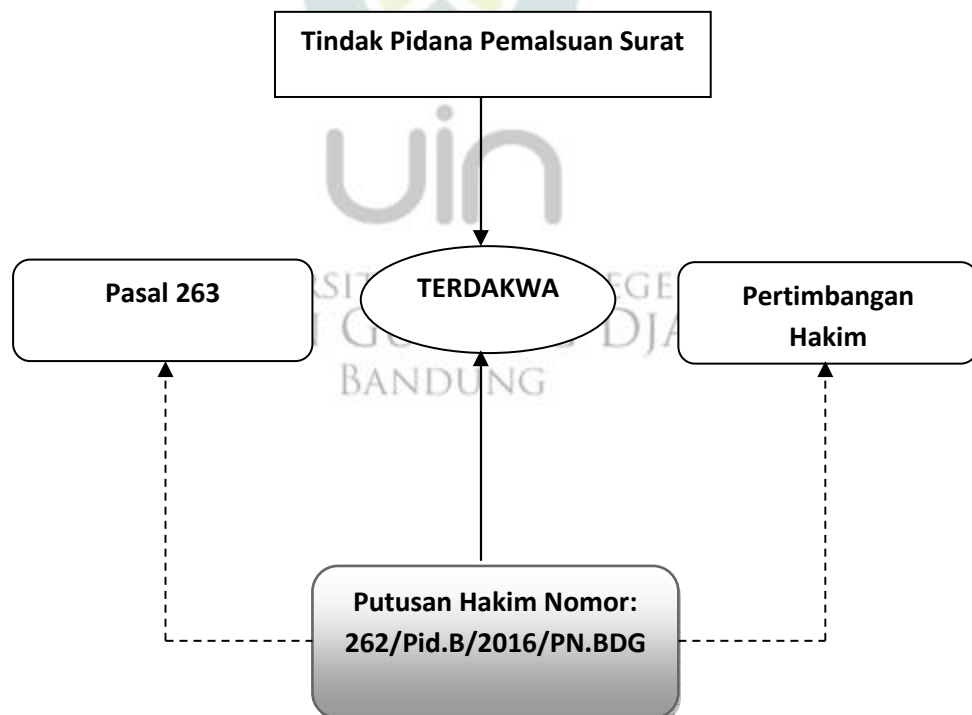 Tindak Pidana Pemalsuan Surat
uin
Pasal 263
TERDAKWA
Pertimbangan
Hakim
BANDUNG
Putusan Hakim Nomor:
262/Pid.B/2016/PN.BDG